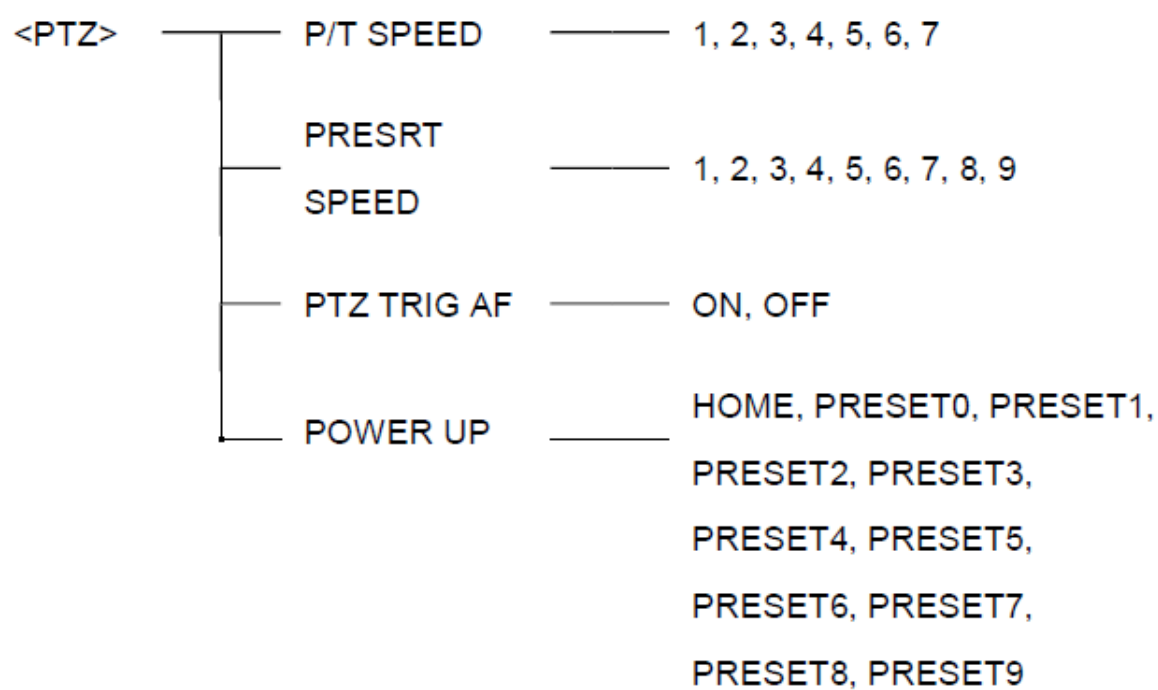 <PTZ> P/T SPEED 1, 2, 3, 4, 5, 6, 7
PRESRT
SPEED
1, 2, 3, 4, 5, 6, 7, 8, 9
PTZ TRIG AF ON, OFF
POWER UP
HOME, PRESET0, PRESET1,
PRESET2, PRESET3,
PRESET4, PRESET5,
PRESET6, PRESET7,
PRESET8, PRESET9